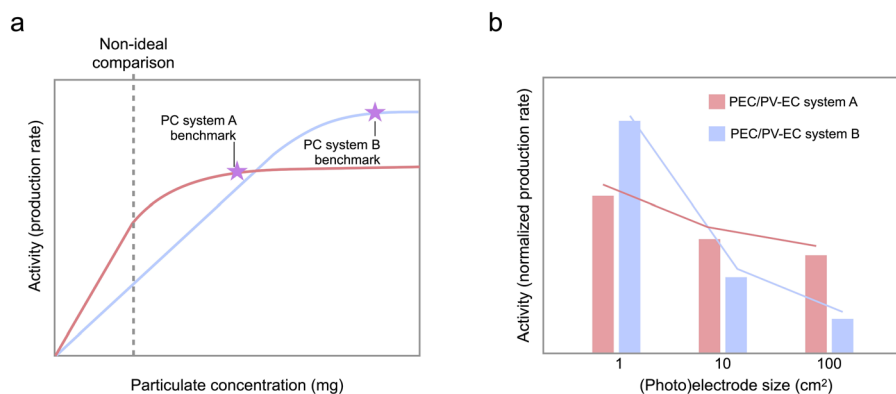 a
Non-ideal
comparison
PC system A
benchmark
PC system B
benchmark
Activity (production rate)
Particulate concentration (mg)
b
PEC/PV-EC system A
PEC/PV-EC system B
Activity (normalized production rate)
1
10
100
(Photo)electrode size (cm²)